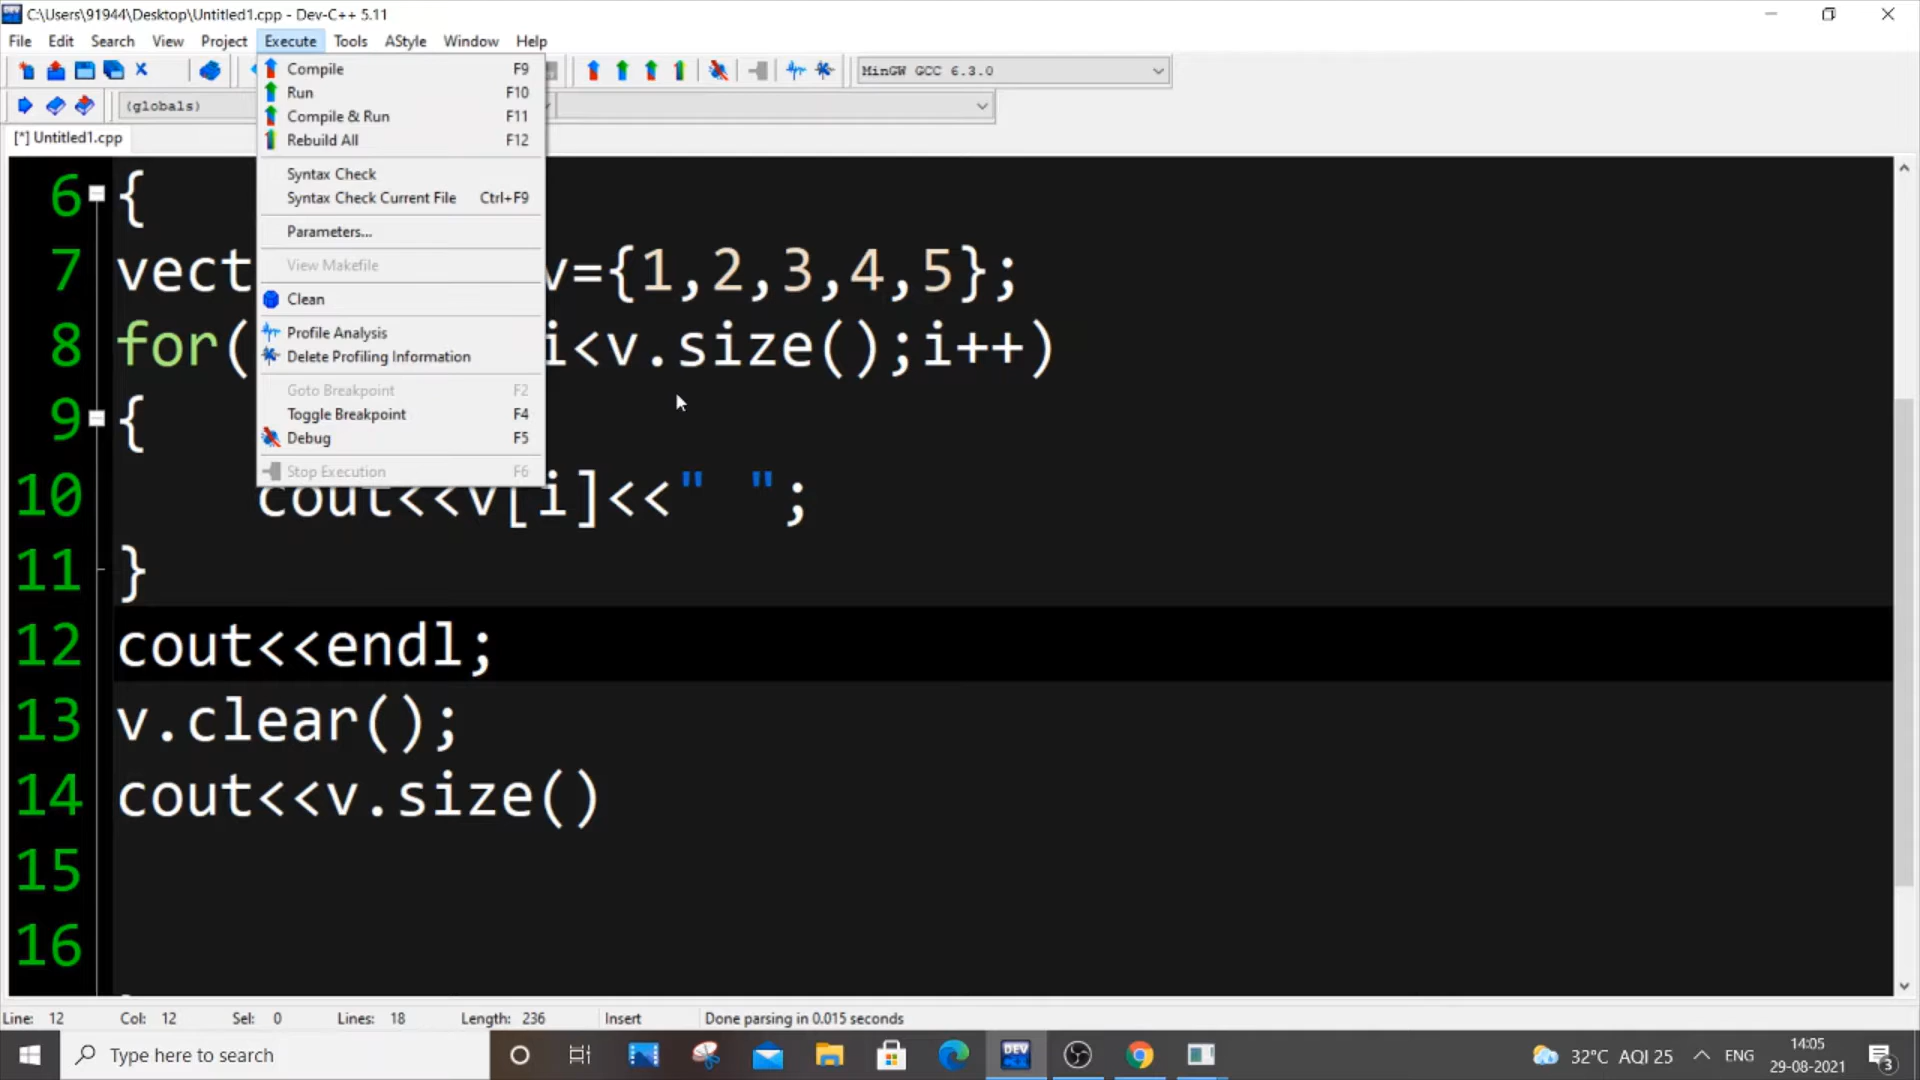 C:\Users\91944\Desktop\Untitled1.cpp - Dev-C++ 5.11
File Edit Search View Project Execute Tools AStyle Window Help
MinGW GCC 6.3.0
(globals)
[*] Untitled1.cpp
Compile F9
Run F10
Compile & Run F11
Rebuild All F12
Syntax Check
Syntax Check Current File Ctrl+F9
Parameters...
View Makefile
Clean
Profile Analysis
Delete Profiling Information
Goto Breakpoint F2
Toggle Breakpoint F4
Debug F5
Stop Execution F6
6 {
7 vect v={1,2,3,4,5};
8 for( i<v.size();i++)
9 {
10 cout<<v[i]<<" ";
11 }
12 cout<<endl;
13 v.clear();
14 cout<<v.size()
15
16
Line: 12 Col: 12 Sel: 0 Lines: 18 Length: 236 Insert Done parsing in 0.015 seconds
Type here to search
DEV
32°C AQI 25
ENG
14:05
29-08-2021
3